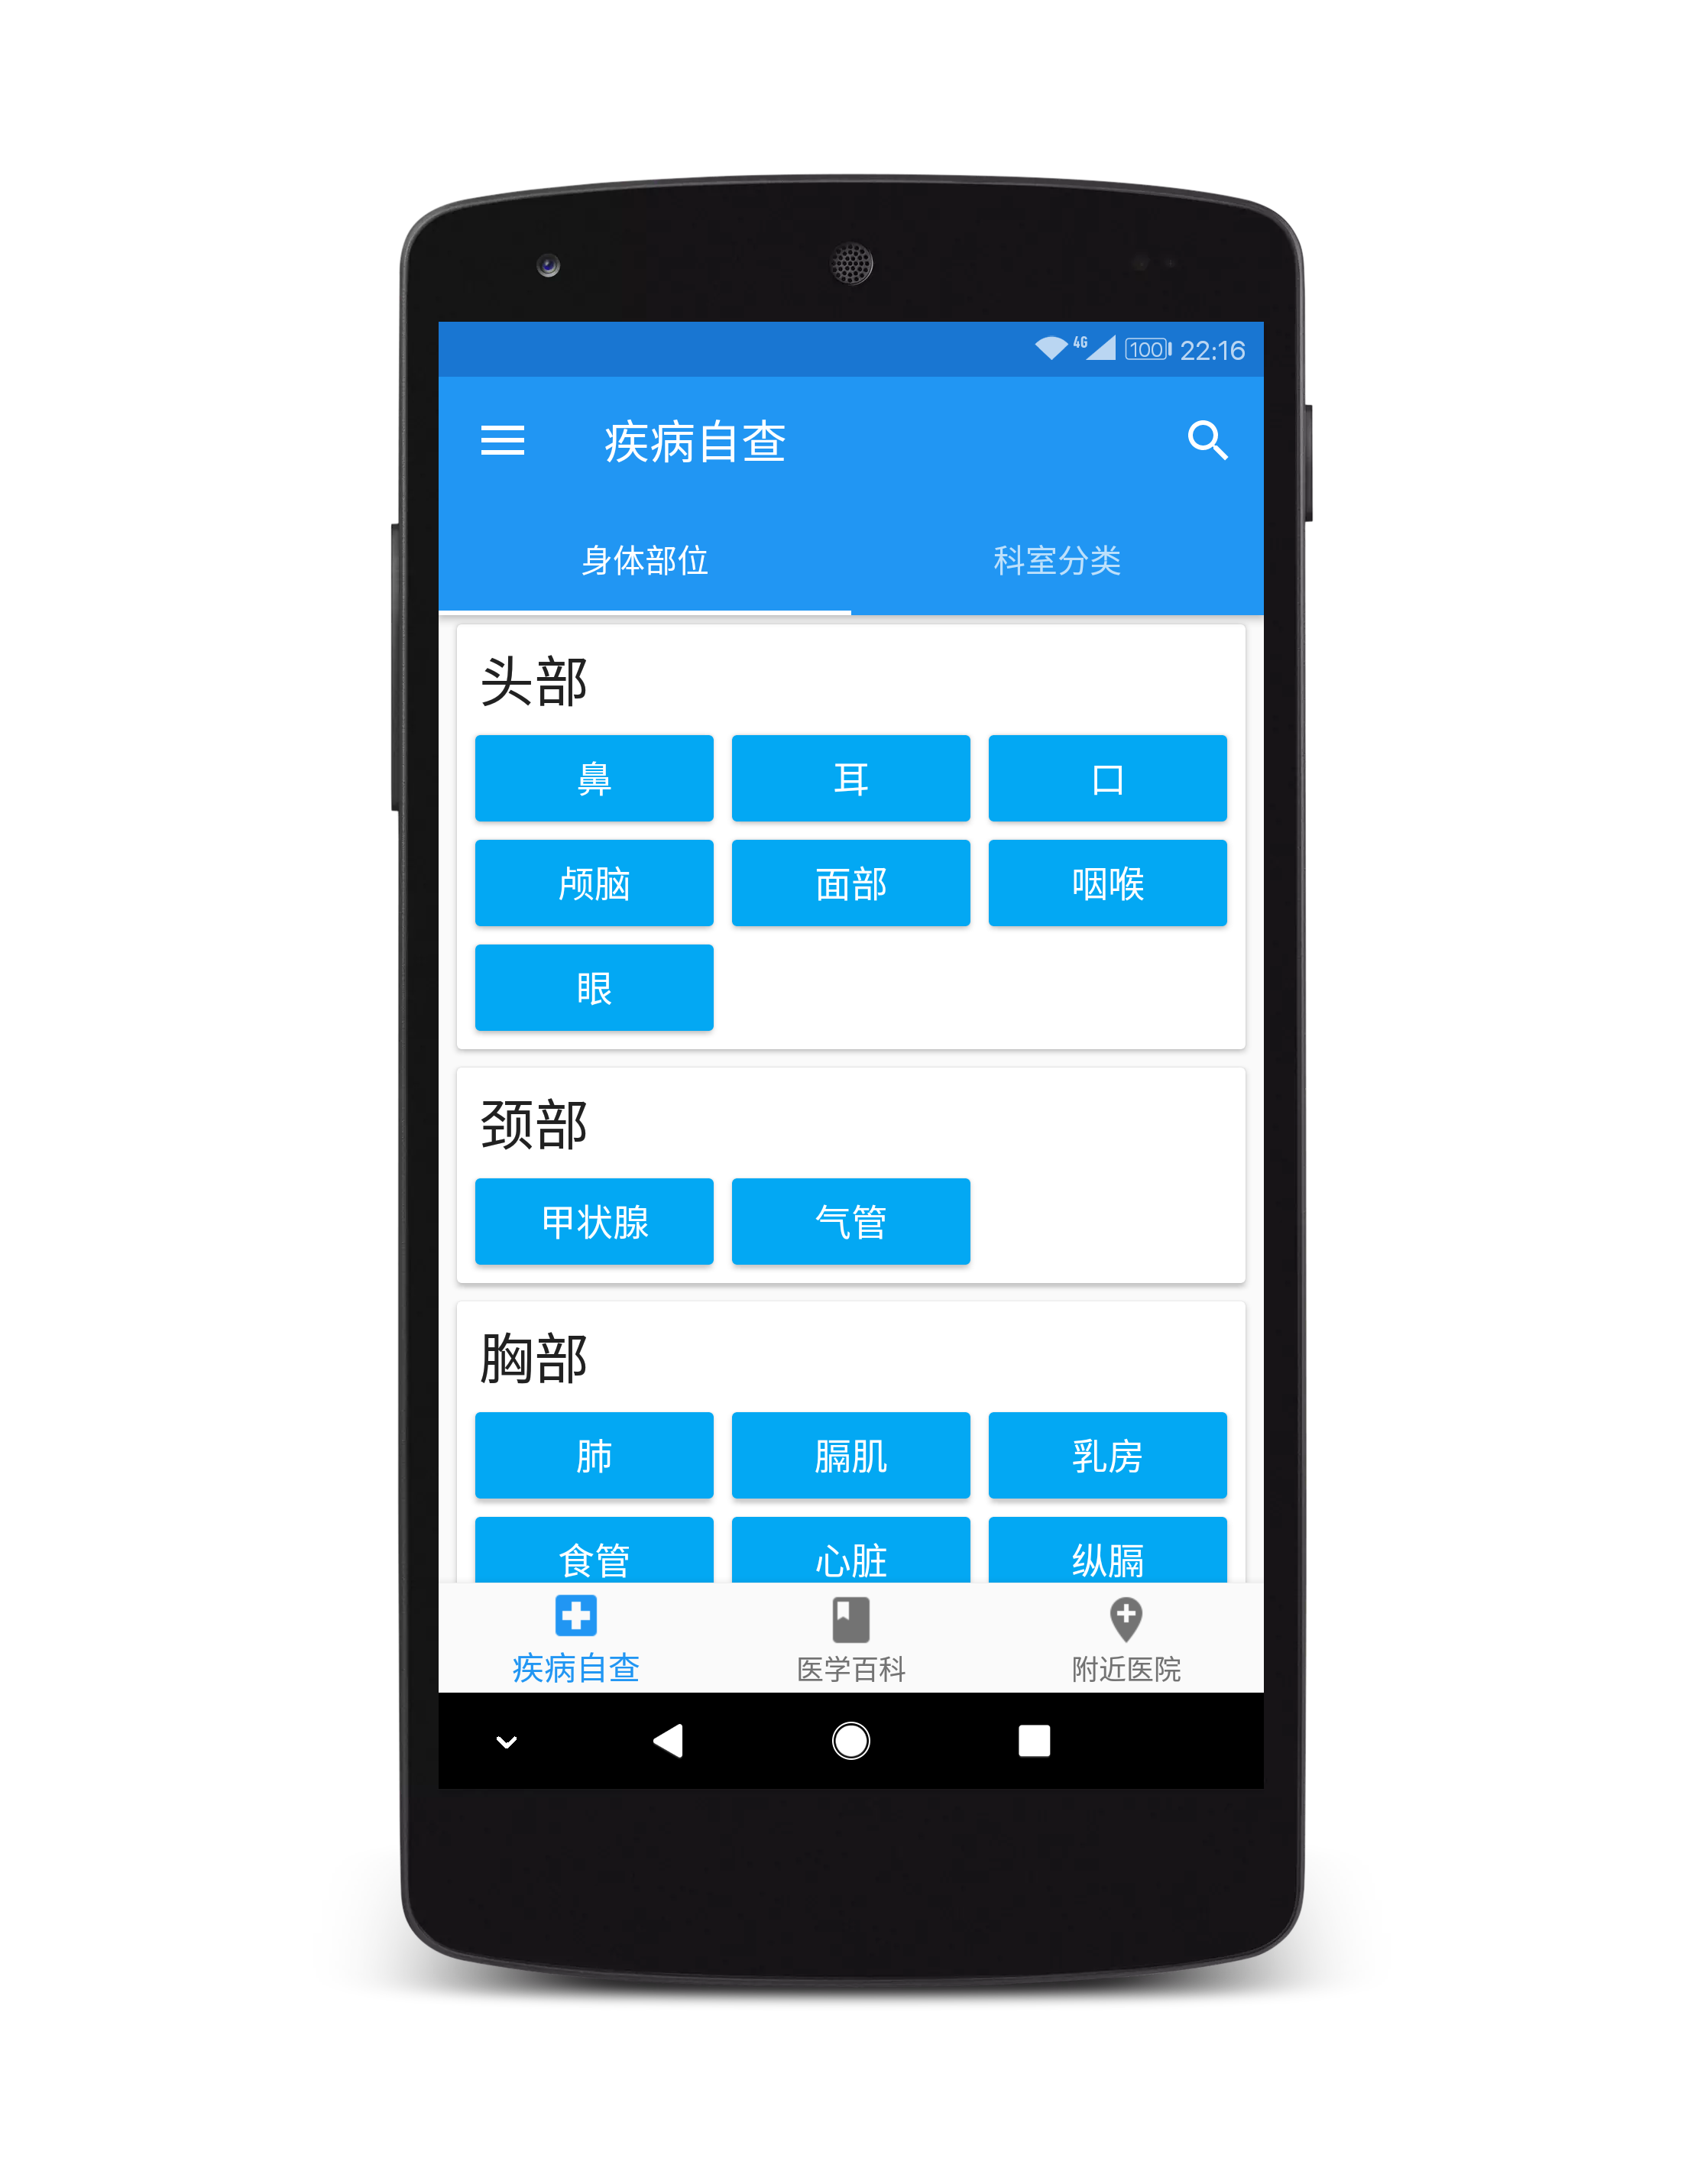 4G 100 22:16
疾病自查
身体部位 科室分类
头部
鼻 耳 口
颅脑 面部 咽喉
眼
颈部
甲状腺 气管
胸部
肺 膈肌 乳房
食管 心脏 纵膈
疾病自查 医学百科 附近医院